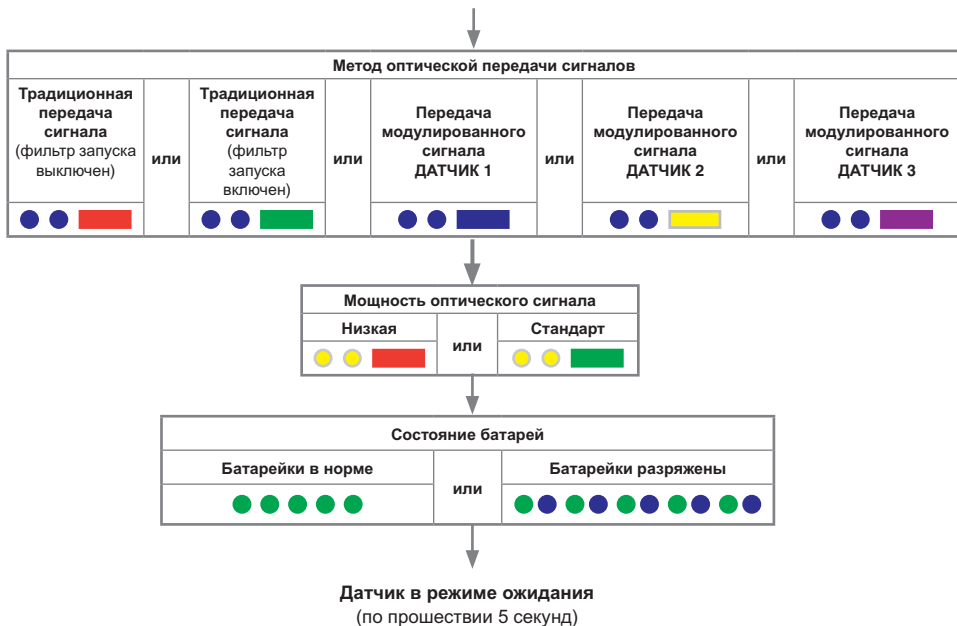 Метод оптической передачи сигналов
Традиционная
передача
сигнала
(фильтр запуска
выключен)
или
Традиционная
передача
сигнала
(фильтр
запуска
включен)
или
Передача
модулированного
сигнала
ДАТЧИК 1
или
Передача
модулированного
сигнала
ДАТЧИК 2
или
Передача
модулированного
сигнала
ДАТЧИК 3
Мощность оптического сигнала
Низкая
или
Стандарт
Состояние батарей
Батарейки в норме
или
Батарейки разряжены
Датчик в режиме ожидания
(по прошествии 5 секунд)